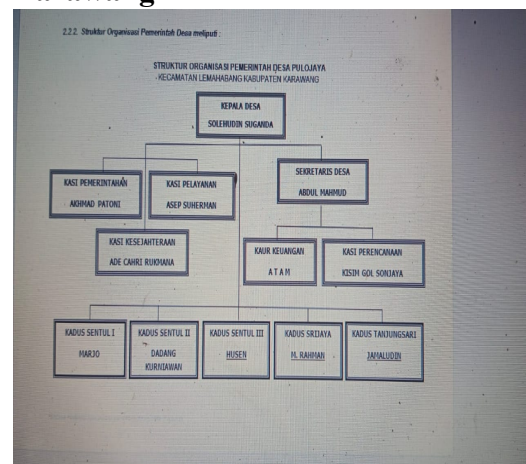 2.2.2. Struktur Organisasi Pemerintah Desa meliputi :
STRUKTUR ORGANISASI PEMERINTAH DESA PULOJAYA
KECAMATAN LEMAHABANG KABUPATEN KARAWANG
KEPALA DESA
SOLEHUDIN SUGANDA
KASI PEMERINTAHAN
AKHMAD PATONI
KASI PELAYANAN
ASEP SUHERMAN
SEKRETARIS DESA
ABDUL MAHMUD
KASI KESEJAHTERAAN
ADE CAHRI RUKMANA
KAUR KEUANGAN
A T A M
KASI PERENCANAAN
KISIM GOL SONJAYA
KADUS SENTUL I
MARJO
KADUS SENTUL II
DADANG
KURNIAWAN
KADUS SENTUL III
HUSEN
KADUS SRIJAYA
M. RAHMAN
KADUS TANJUNGSARI
JAMALUDIN